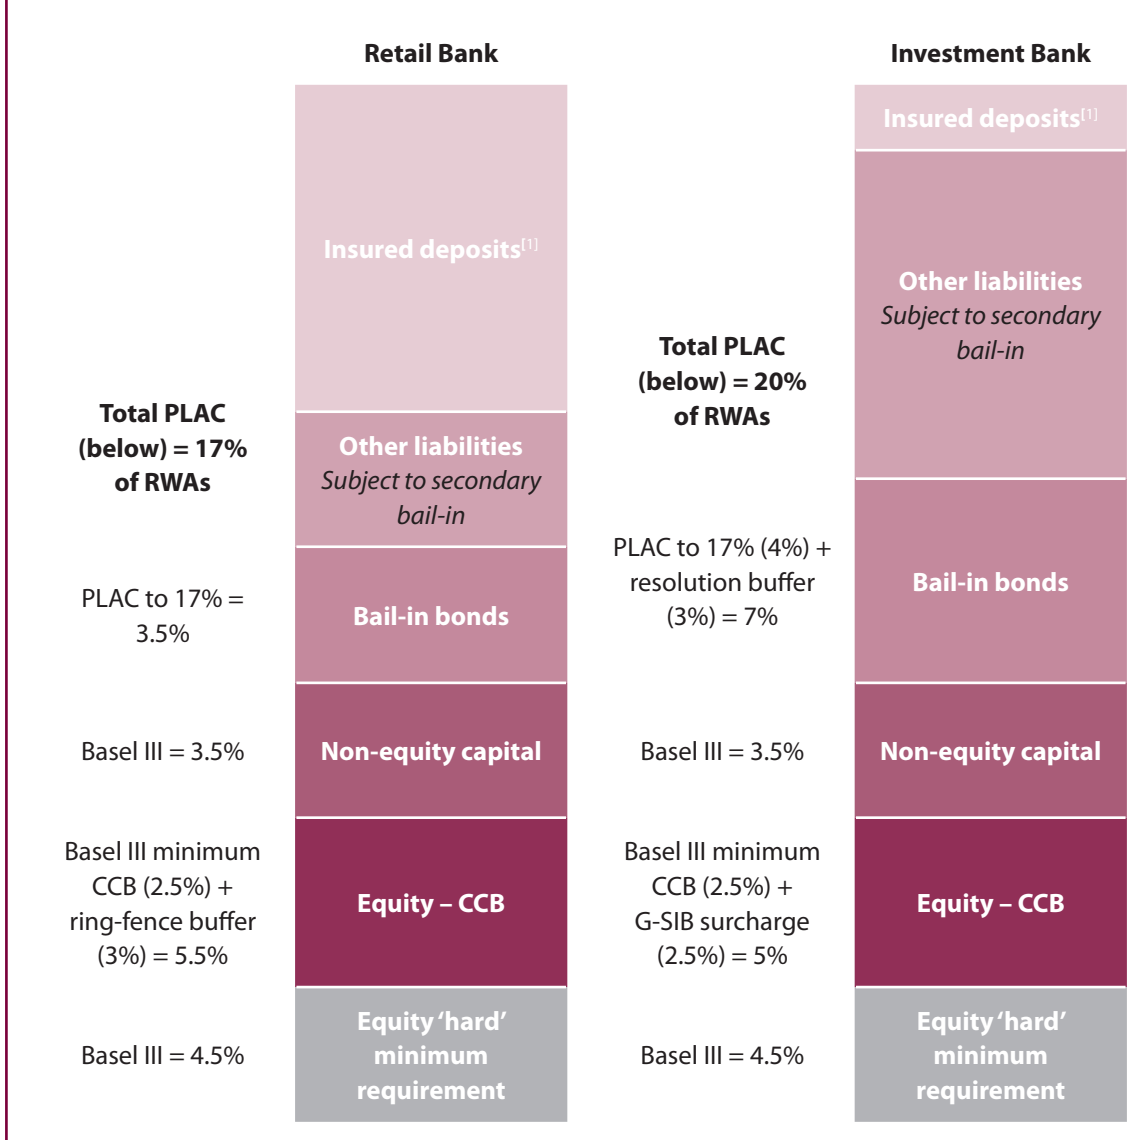 Retail Bank
Insured deposits[1]
Total PLAC
(below) = 17%
of RWAs
Other liabilities
Subject to secondary
bail-in
PLAC to 17% =
3.5%
Bail-in bonds
Basel III = 3.5%
Non-equity capital
Basel III minimum
CCB (2.5%) +
ring-fence buffer
(3%) = 5.5%
Equity – CCB
Basel III = 4.5%
Equity ‘hard’
minimum
requirement
Investment Bank
Insured deposits[1]
Total PLAC
(below) = 20%
of RWAs
Other liabilities
Subject to secondary
bail-in
PLAC to 17% (4%) +
resolution buffer
(3%) = 7%
Bail-in bonds
Basel III = 3.5%
Non-equity capital
Basel III minimum
CCB (2.5%) +
G-SIB surcharge
(2.5%) = 5%
Equity – CCB
Basel III = 4.5%
Equity ‘hard’
minimum
requirement